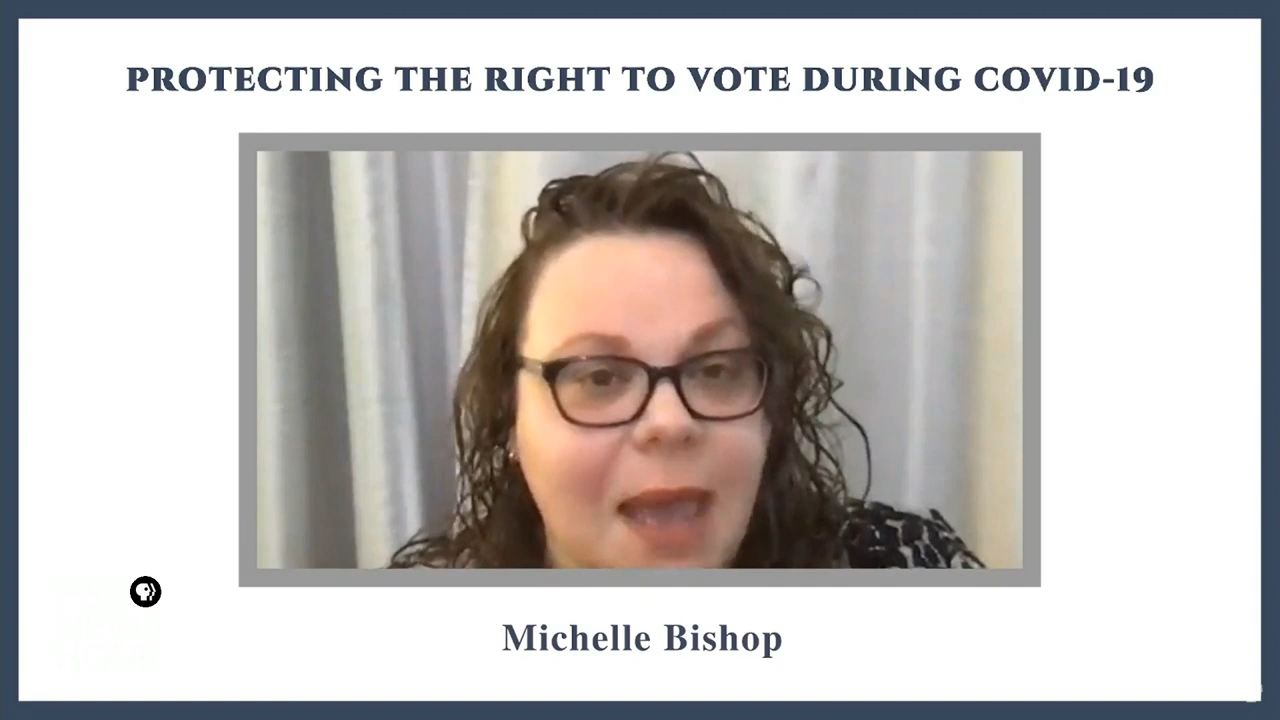 PROTECTING THE RIGHT TO VOTE DURING COVID-19
Michelle Bishop